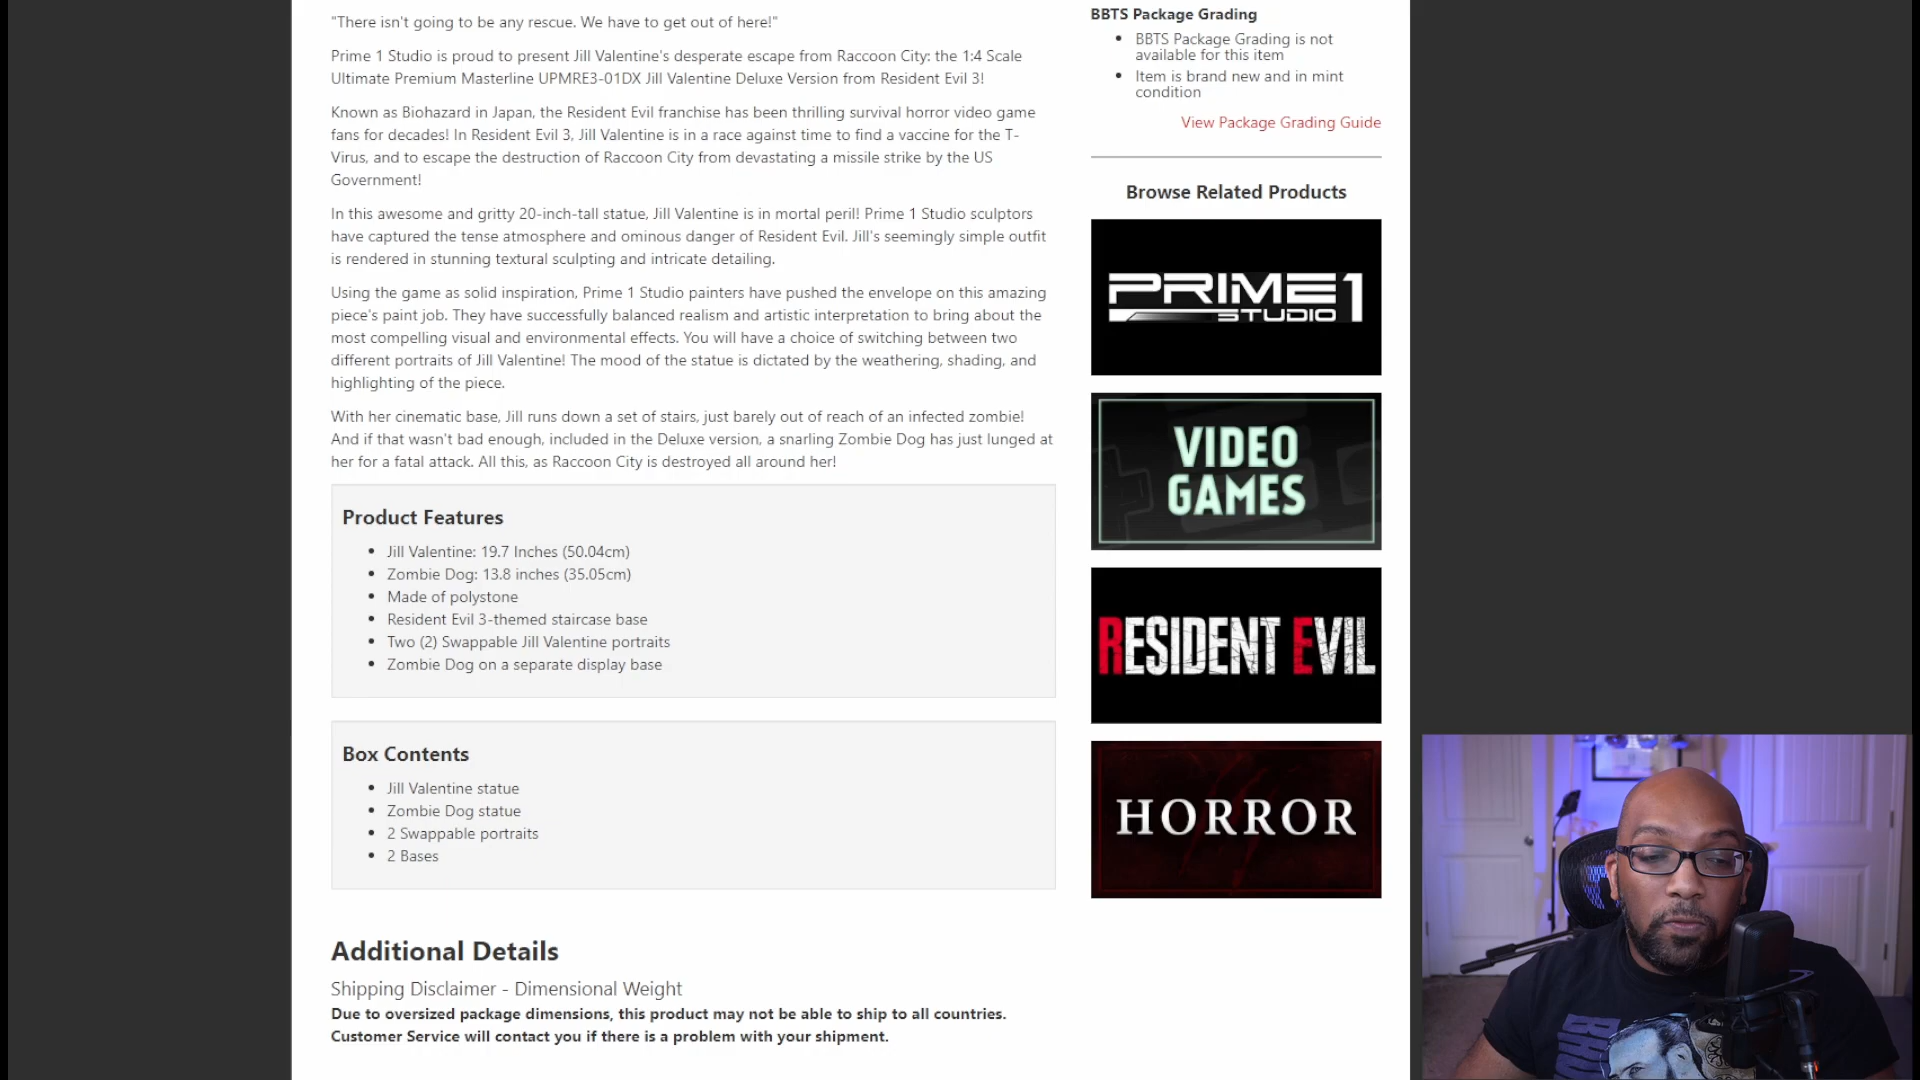 "There isn't going to be any rescue. We have to get out of here!"
Prime 1 Studio is proud to present Jill Valentine's desperate escape from Raccoon City: the 1:4 Scale
Ultimate Premium Masterline UPMRE3-01DX Jill Valentine Deluxe Version from Resident Evil 3!
Known as Biohazard in Japan, the Resident Evil franchise has been thrilling survival horror video game
fans for decades! In Resident Evil 3, Jill Valentine is in a race against time to find a vaccine for the T-
Virus, and to escape the destruction of Raccoon City from devastating a missile strike by the US
Government!
In this awesome and gritty 20-inch-tall statue, Jill Valentine is in mortal peril! Prime 1 Studio sculptors
have captured the tense atmosphere and ominous danger of Resident Evil. Jill's seemingly simple outfit
is rendered in stunning textural sculpting and intricate detailing.
Using the game as solid inspiration, Prime 1 Studio painters have pushed the envelope on this amazing
piece's paint job. They have successfully balanced realism and artistic interpretation to bring about the
most compelling visual and environmental effects. You will have a choice of switching between two
different portraits of Jill Valentine! The mood of the statue is dictated by the weathering, shading, and
highlighting of the piece.
With her cinematic base, Jill runs down a set of stairs, just barely out of reach of an infected zombie!
And if that wasn't bad enough, included in the Deluxe version, a snarling Zombie Dog has just lunged at
her for a fatal attack. All this, as Raccoon City is destroyed all around her!
Product Features
• Jill Valentine: 19.7 Inches (50.04cm)
• Zombie Dog: 13.8 inches (35.05cm)
• Made of polystone
• Resident Evil 3-themed staircase base
• Two (2) Swappable Jill Valentine portraits
• Zombie Dog on a separate display base
Box Contents
• Jill Valentine statue
• Zombie Dog statue
• 2 Swappable portraits
• 2 Bases
Additional Details
Shipping Disclaimer - Dimensional Weight
Due to oversized package dimensions, this product may not be able to ship to all countries.
Customer Service will contact you if there is a problem with your shipment.
BBTS Package Grading
• BBTS Package Grading is not
available for this item
• Item is brand new and in mint
condition
View Package Grading Guide
Browse Related Products
PRIME 1
STUDIO
VIDEO
GAMES
RESIDENT EVIL
HORROR